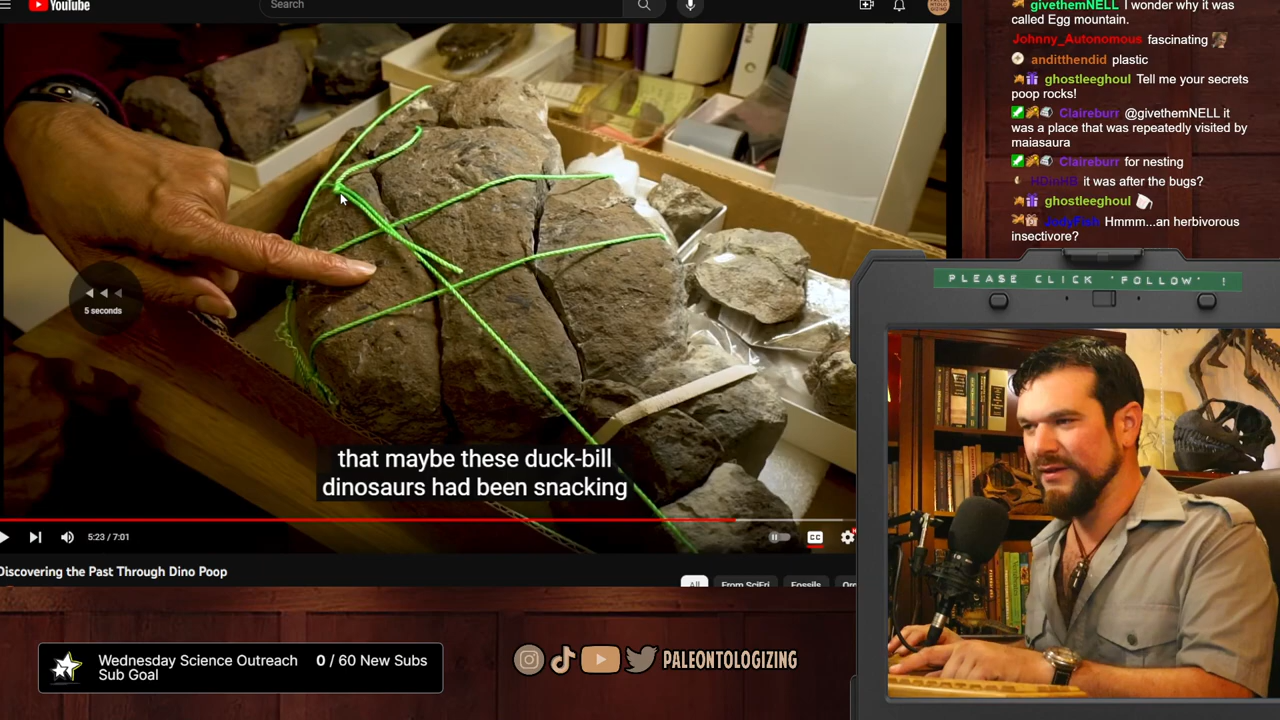 YouTube
Search
givethemNELL I wonder why it was
called Egg mountain.
Johnny_Autonomous fascinating
anditthendid plastic
ghostleeghoul Tell me your secrets
poop rocks!
Claireburr @givethemNELL it
was a place that was repeatedly visited by
maiasaura
Claireburr for nesting
HDinHB it was after the bugs?
ghostleeghoul
JudyFish Hmmm...an herbivorous
insectivore?
PLEASE CLICK 'FOLLOW' !
5 seconds
that maybe these duck-bill
dinosaurs had been snacking
5:23 / 7:01
CC
Discovering the Past Through Dino Poop
All From SciFri Fossils
Wednesday Science Outreach 0 / 60 New Subs
Sub Goal
PALEONTOLOGIZING